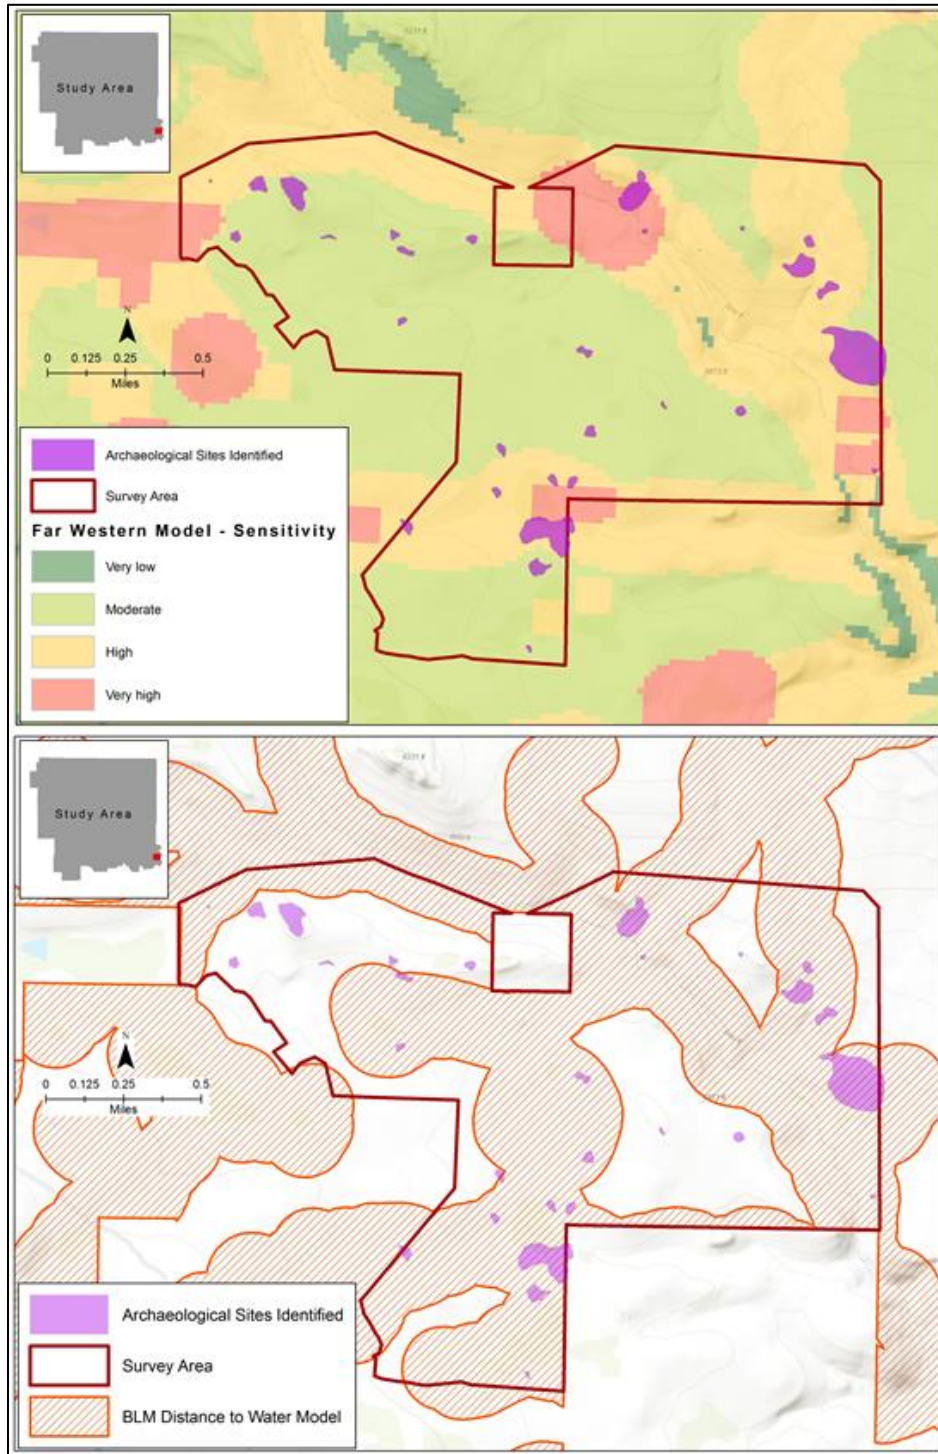 Study Area
N
0 0.125 0.25 0.5
Miles
Archaeological Sites Identified
Survey Area
Far Western Model - Sensitivity
Very low
Moderate
High
Very high
Study Area
N
0 0.125 0.25 0.5
Miles
Archaeological Sites Identified
Survey Area
BLM Distance to Water Model